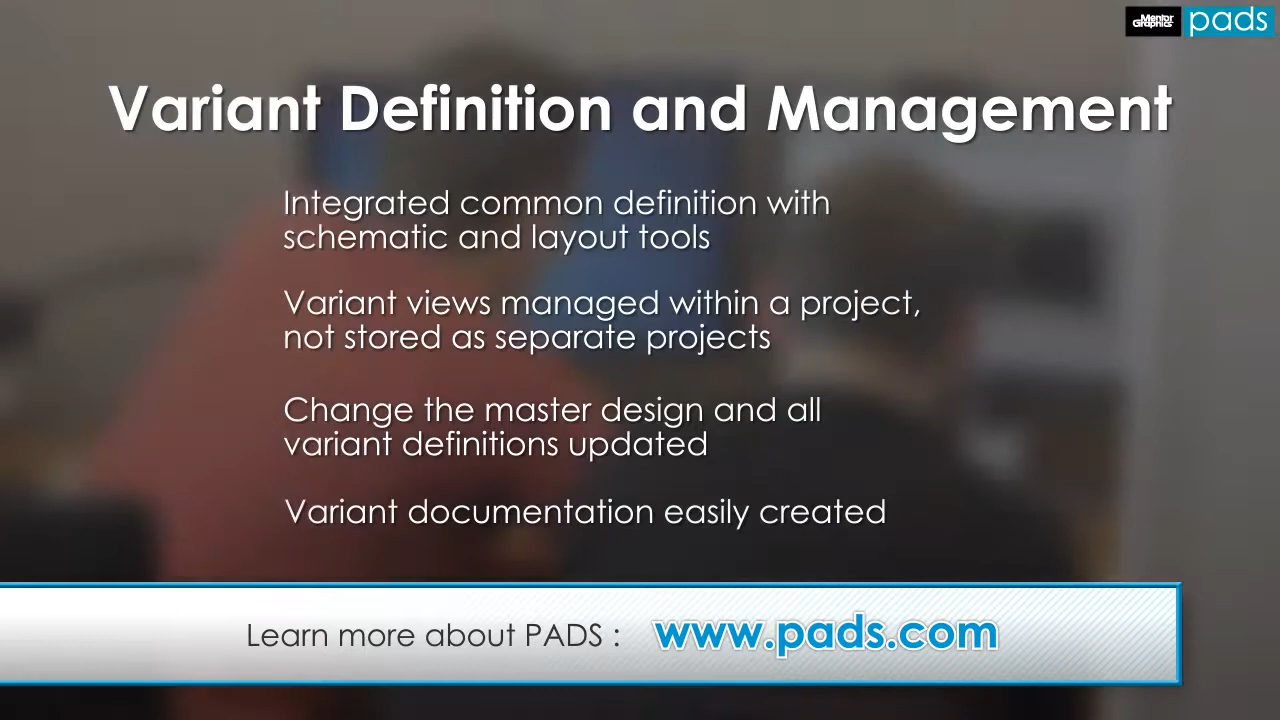 Mentor
Graphics
pads
Variant Definition and Management
Integrated common definition with
schematic and layout tools
Variant views managed within a project,
not stored as separate projects
Change the master design and all
variant definitions updated
Variant documentation easily created
Learn more about PADS : www.pads.com